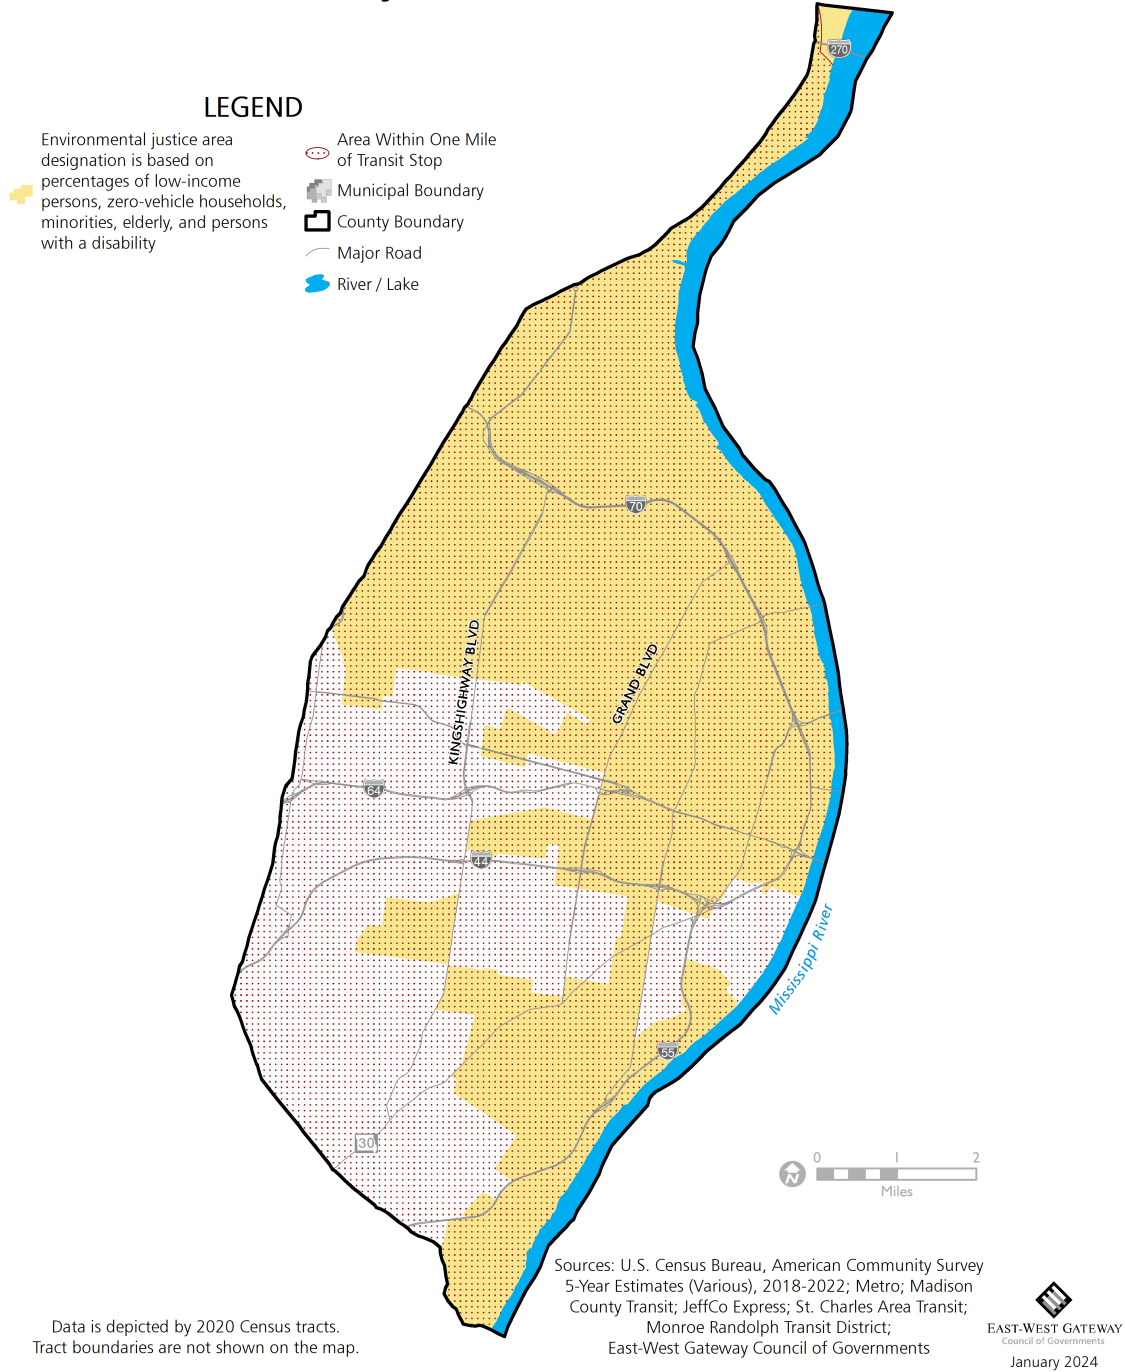 LEGEND
Environmental justice area
designation is based on
percentages of low-income
persons, zero-vehicle households,
minorities, elderly, and persons
with a disability
Area Within One Mile
of Transit Stop
Municipal Boundary
County Boundary
Major Road
River / Lake
270
70
KINGSHIGHWAY BLVD
GRAND BLVD
64
44
Mississippi River
55
30
0 1 2
Miles
N
Sources: U.S. Census Bureau, American Community Survey
5-Year Estimates (Various), 2018-2022; Metro; Madison
County Transit; JeffCo Express; St. Charles Area Transit;
Monroe Randolph Transit District;
East-West Gateway Council of Governments
Data is depicted by 2020 Census tracts.
Tract boundaries are not shown on the map.
EAST-WEST GATEWAY
Council of Governments
January 2024